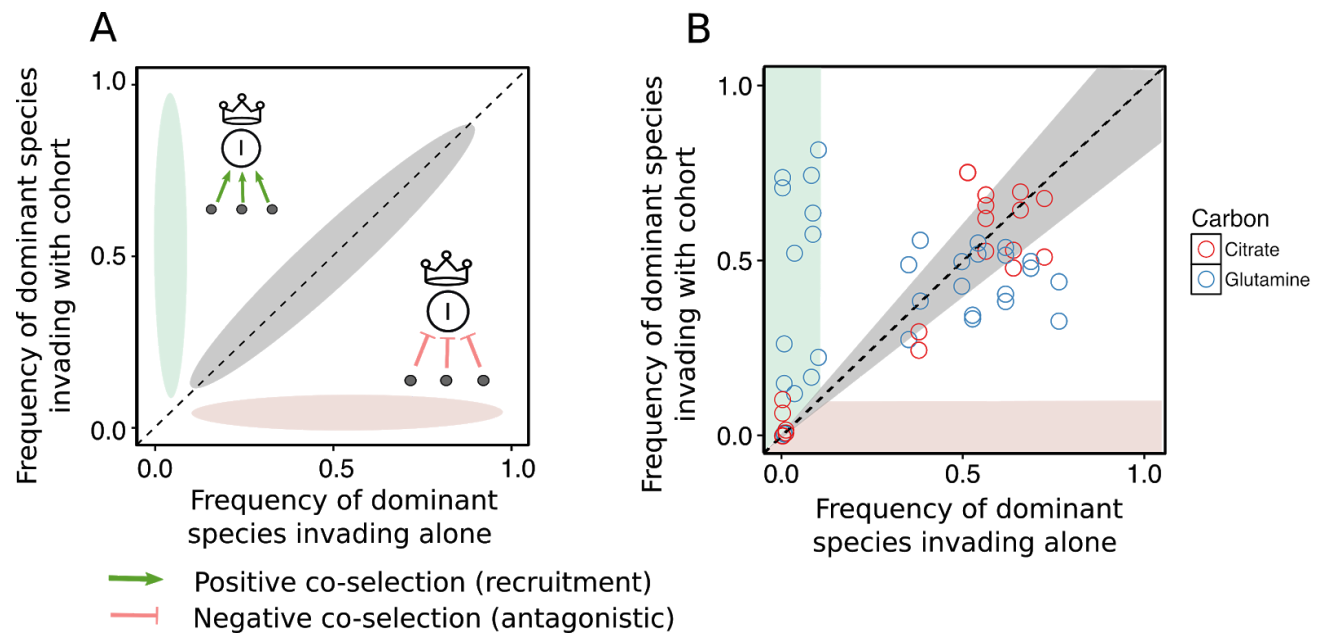 A
Frequency of dominant species
invading with cohort
1.0
0.5
0.0
I
I
0.0 0.5 1.0
Frequency of dominant
species invading alone
Positive co-selection (recruitment)
Negative co-selection (antagonistic)
B
Frequency of dominant species
invading with cohort
1.0
0.5
0.0
0.0 0.5 1.0
Frequency of dominant
species invading alone
Carbon
Citrate
Glutamine